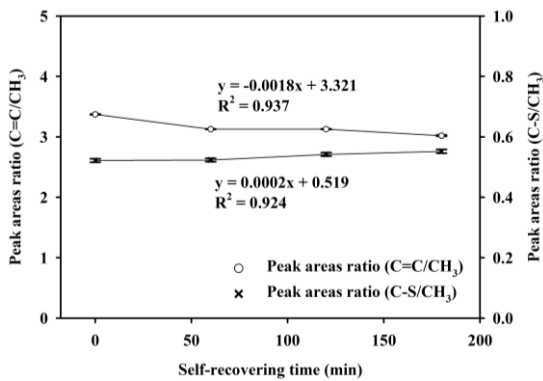 5
4
3
2
1
0
Peak areas ratio (C=C/CH₃)
y = -0.0018x + 3.321
R² = 0.937
y = 0.0002x + 0.519
R² = 0.924
Peak areas ratio (C=C/CH₃)
Peak areas ratio (C-S/CH₃)
1.0
0.8
0.6
0.4
0.2
0.0
Peak areas ratio (C-S/CH₃)
0 50 100 150 200
Self-recovering time (min)